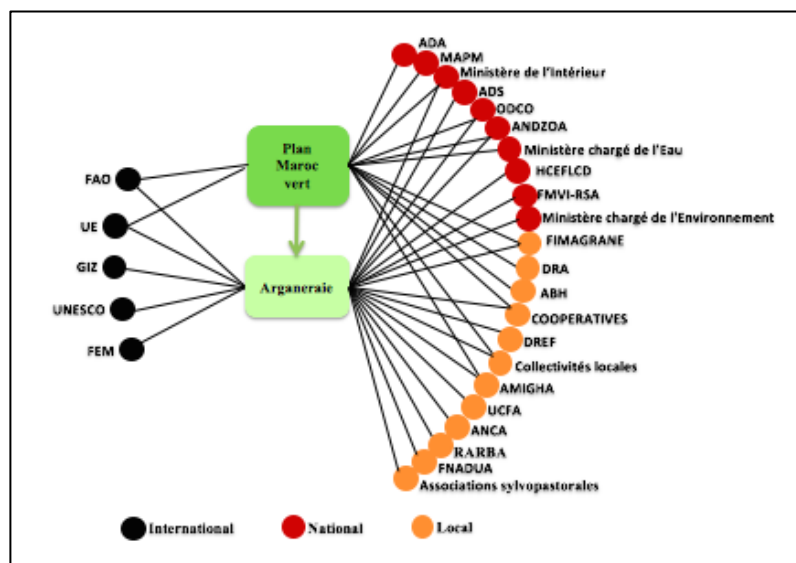 ADA
MAPM
Ministère de l'Intérieur
ADS
ODCO
ANDZOA
Ministère chargé de l'Eau
HCEFLCD
FMVI-RSA
Ministère chargé de l'Environnement
FIMAGRANE
DRA
ABH
COOPERATIVES
DREF
Collectivités locales
AMIGHA
UCFA
ANCA
RARBA
FNADUA
Associations sylvopastorales
Plan
Maroc
vert
Arganeraie
FAO
UE
GIZ
UNESCO
FEM
International
National
Local